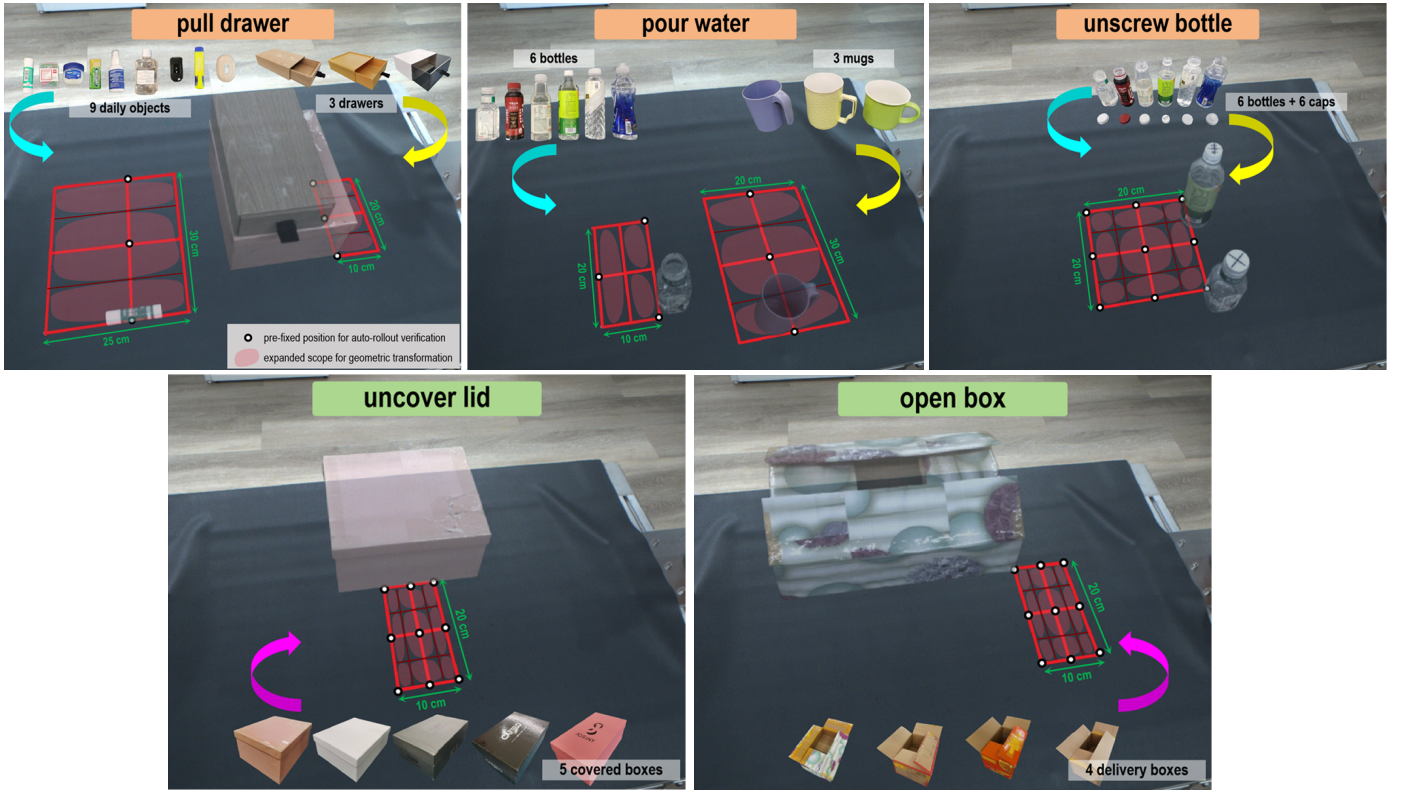 pull drawer
9 daily objects
3 drawers
30 cm
20 cm
10 cm
25 cm
pre-fixed position for auto-rollout verification
expanded scope for geometric transformation
pour water
6 bottles
3 mugs
20 cm
20 cm
30 cm
10 cm
unscrew bottle
6 bottles + 6 caps
20 cm
20 cm
uncover lid
20 cm
10 cm
5 covered boxes
open box
20 cm
10 cm
4 delivery boxes